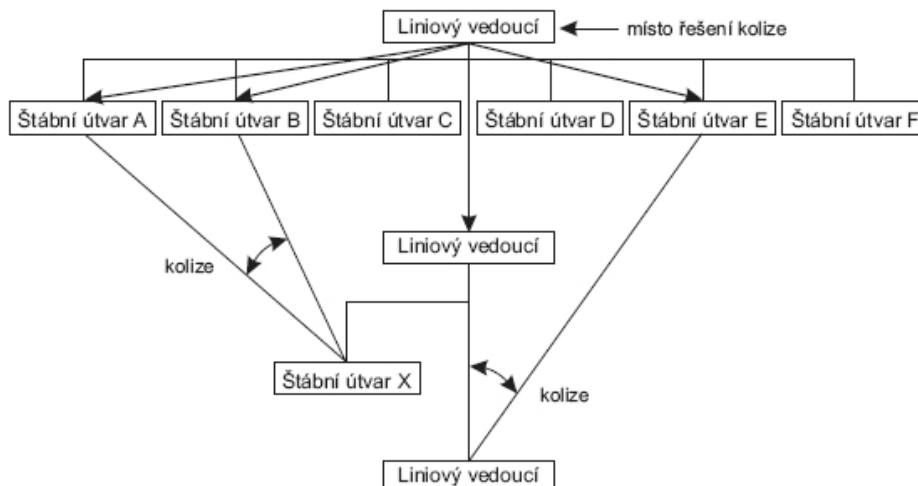 Liniový vedoucí
místo řešení kolize
Štábní útvar A
Štábní útvar B
Štábní útvar C
Štábní útvar D
Štábní útvar E
Štábní útvar F
Liniový vedoucí
kolize
Štábní útvar X
kolize
Liniový vedoucí